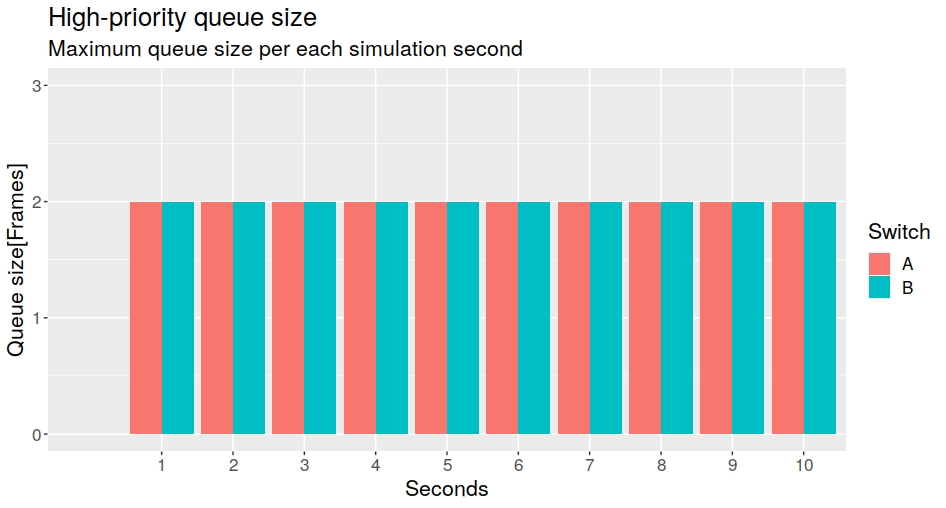 High-priority queue size
Maximum queue size per each simulation second
Queue size[Frames]
3
2
1
0
1 2 3 4 5 6 7 8 9 10
Seconds
Switch
A
B